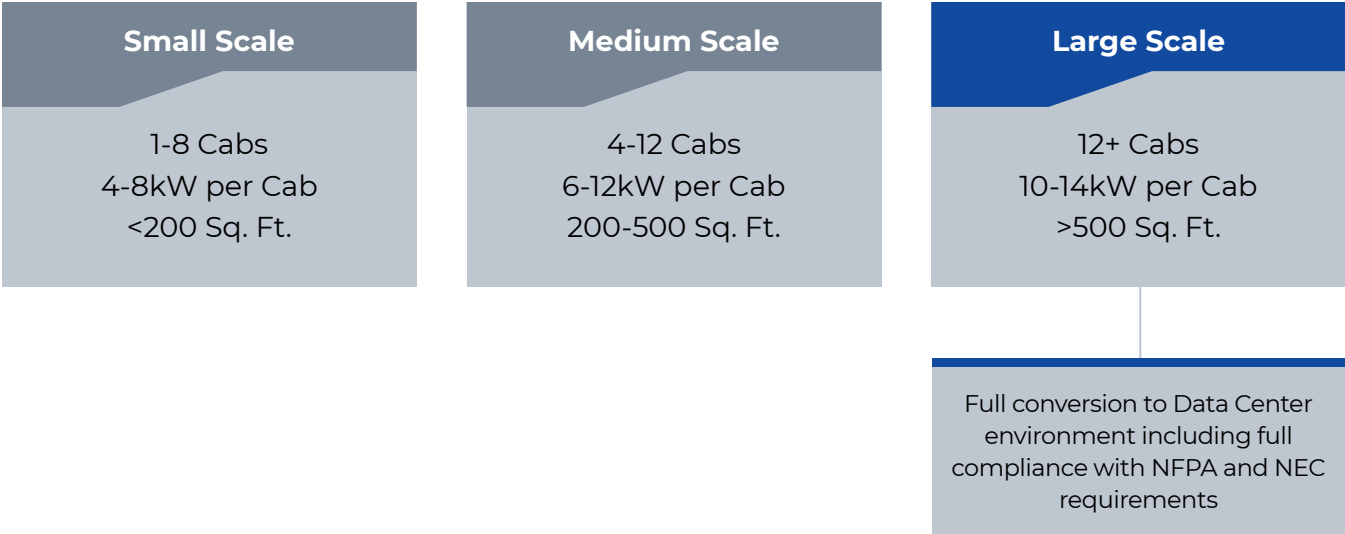 Small Scale
1-8 Cabs
4-8kW per Cab
<200 Sq. Ft.
Medium Scale
4-12 Cabs
6-12kW per Cab
200-500 Sq. Ft.
Large Scale
12+ Cabs
10-14kW per Cab
>500 Sq. Ft.
Full conversion to Data Center
environment including full
compliance with NFPA and NEC
requirements